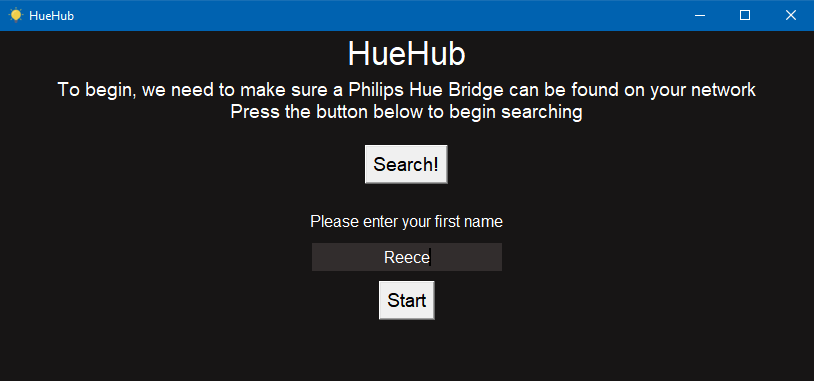 HueHub
HueHub
To begin, we need to make sure a Philips Hue Bridge can be found on your network
Press the button below to begin searching
Search!
Please enter your first name
Reece
Start